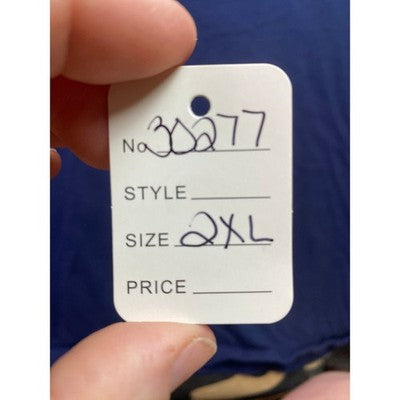 No 30277
STYLE
SIZE 2XL
PRICE